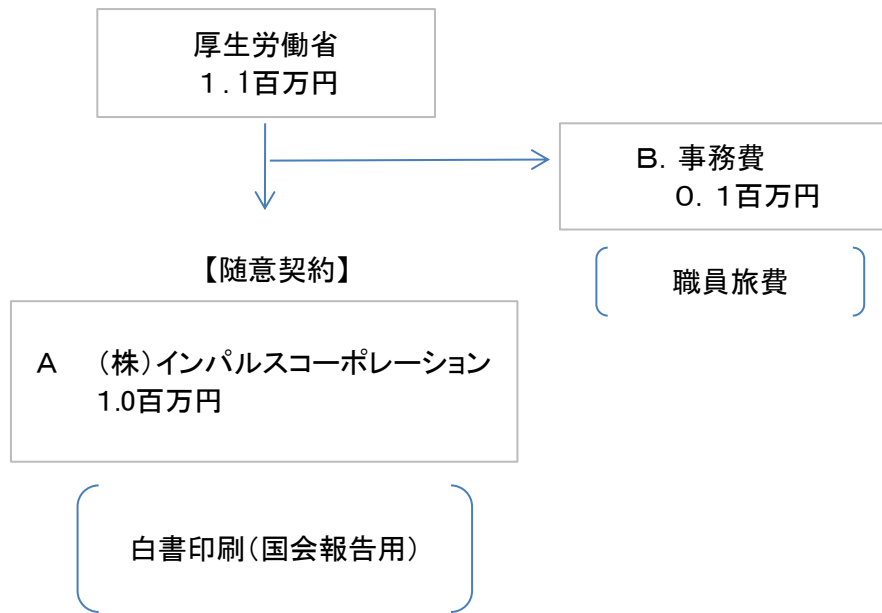 厚生労働省
１．1百万円
Ｂ．事務費
０．１百万円
【随意契約】
職員旅費
Ａ　（株）インパルスコーポレーション
1.0百万円
白書印刷（国会報告用）